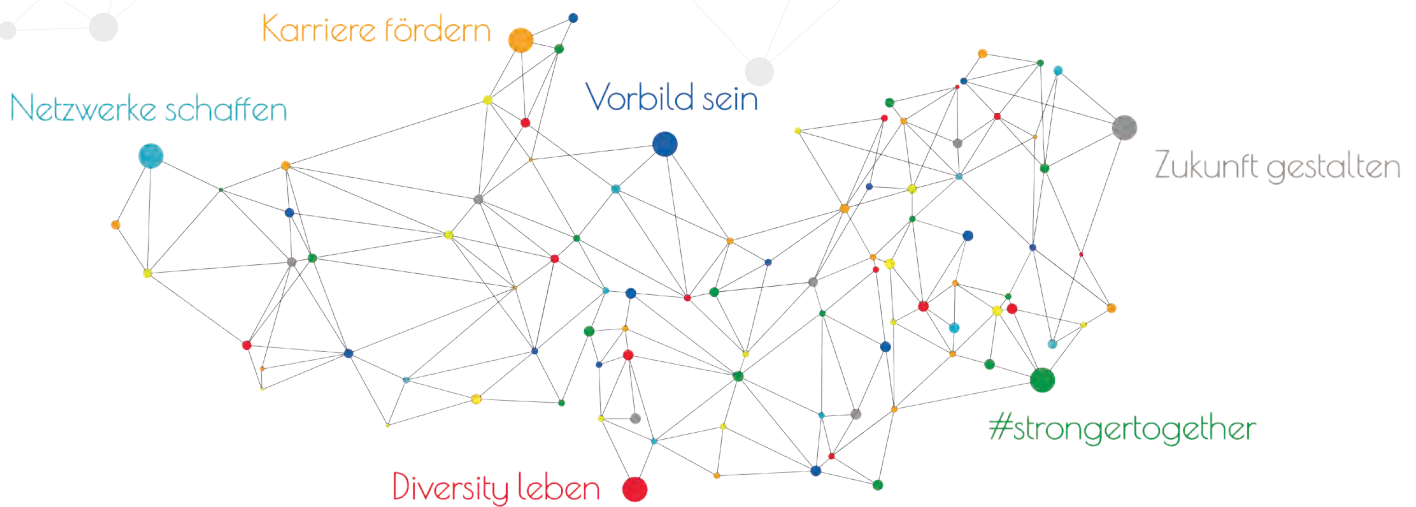 Karriere fördern
Netzwerke schaffen
Vorbild sein
Zukunft gestalten
#strongertogether
Diversity leben